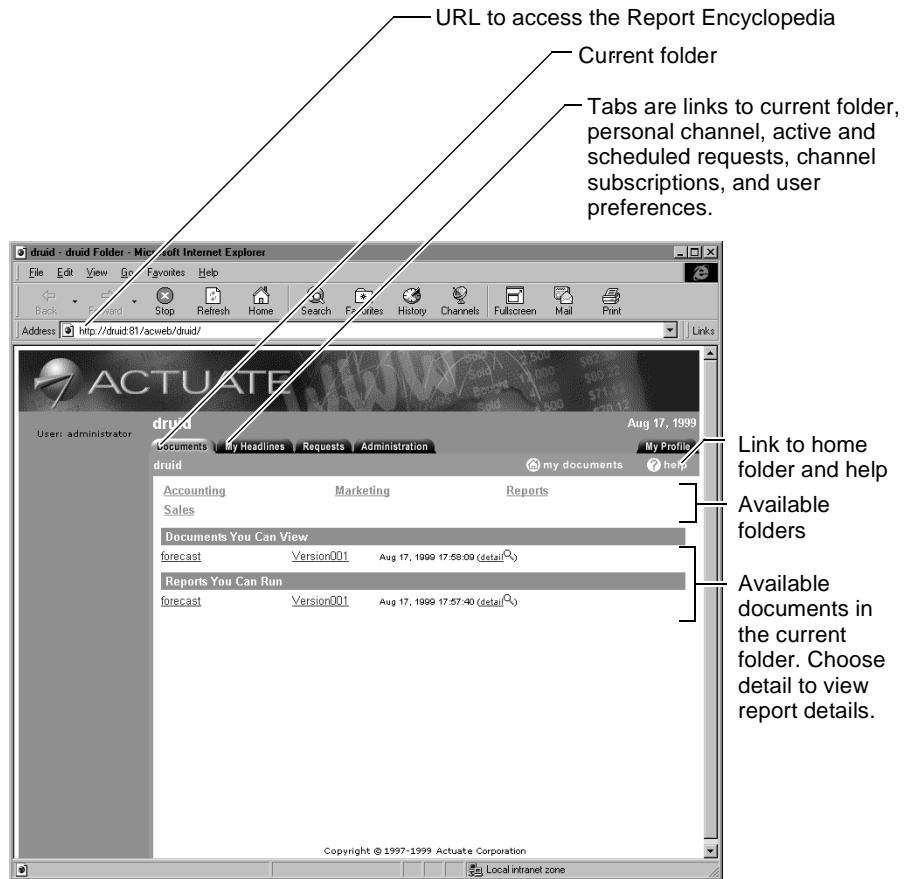 URL to access the Report Encyclopedia
Current folder
Tabs are links to current folder,
personal channel, active and
scheduled requests, channel
subscriptions, and user
preferences.
druid - druid Folder - Microsoft Internet Explorer
File Edit View Go Favorites Help
Back Forward Stop Refresh Home Search Favorites History Channels Fullscreen Mail Print
Address http://druid:81/acweb/druid/ Links
ACTUATE
User: administrator
druid Aug 17, 1999
Documents My Headlines Requests Administration My Profile
druid my documents help
Accounting Marketing Reports
Sales
Documents You Can View
forecast Version001 Aug 17, 1999 17:58:09 (detail)
Reports You Can Run
forecast Version001 Aug 17, 1999 17:57:40 (detail)
Copyright © 1997-1999 Actuate Corporation
Local intranet zone
Link to home
folder and help
Available
folders
Available
documents in
the current
folder. Choose
detail to view
report details.